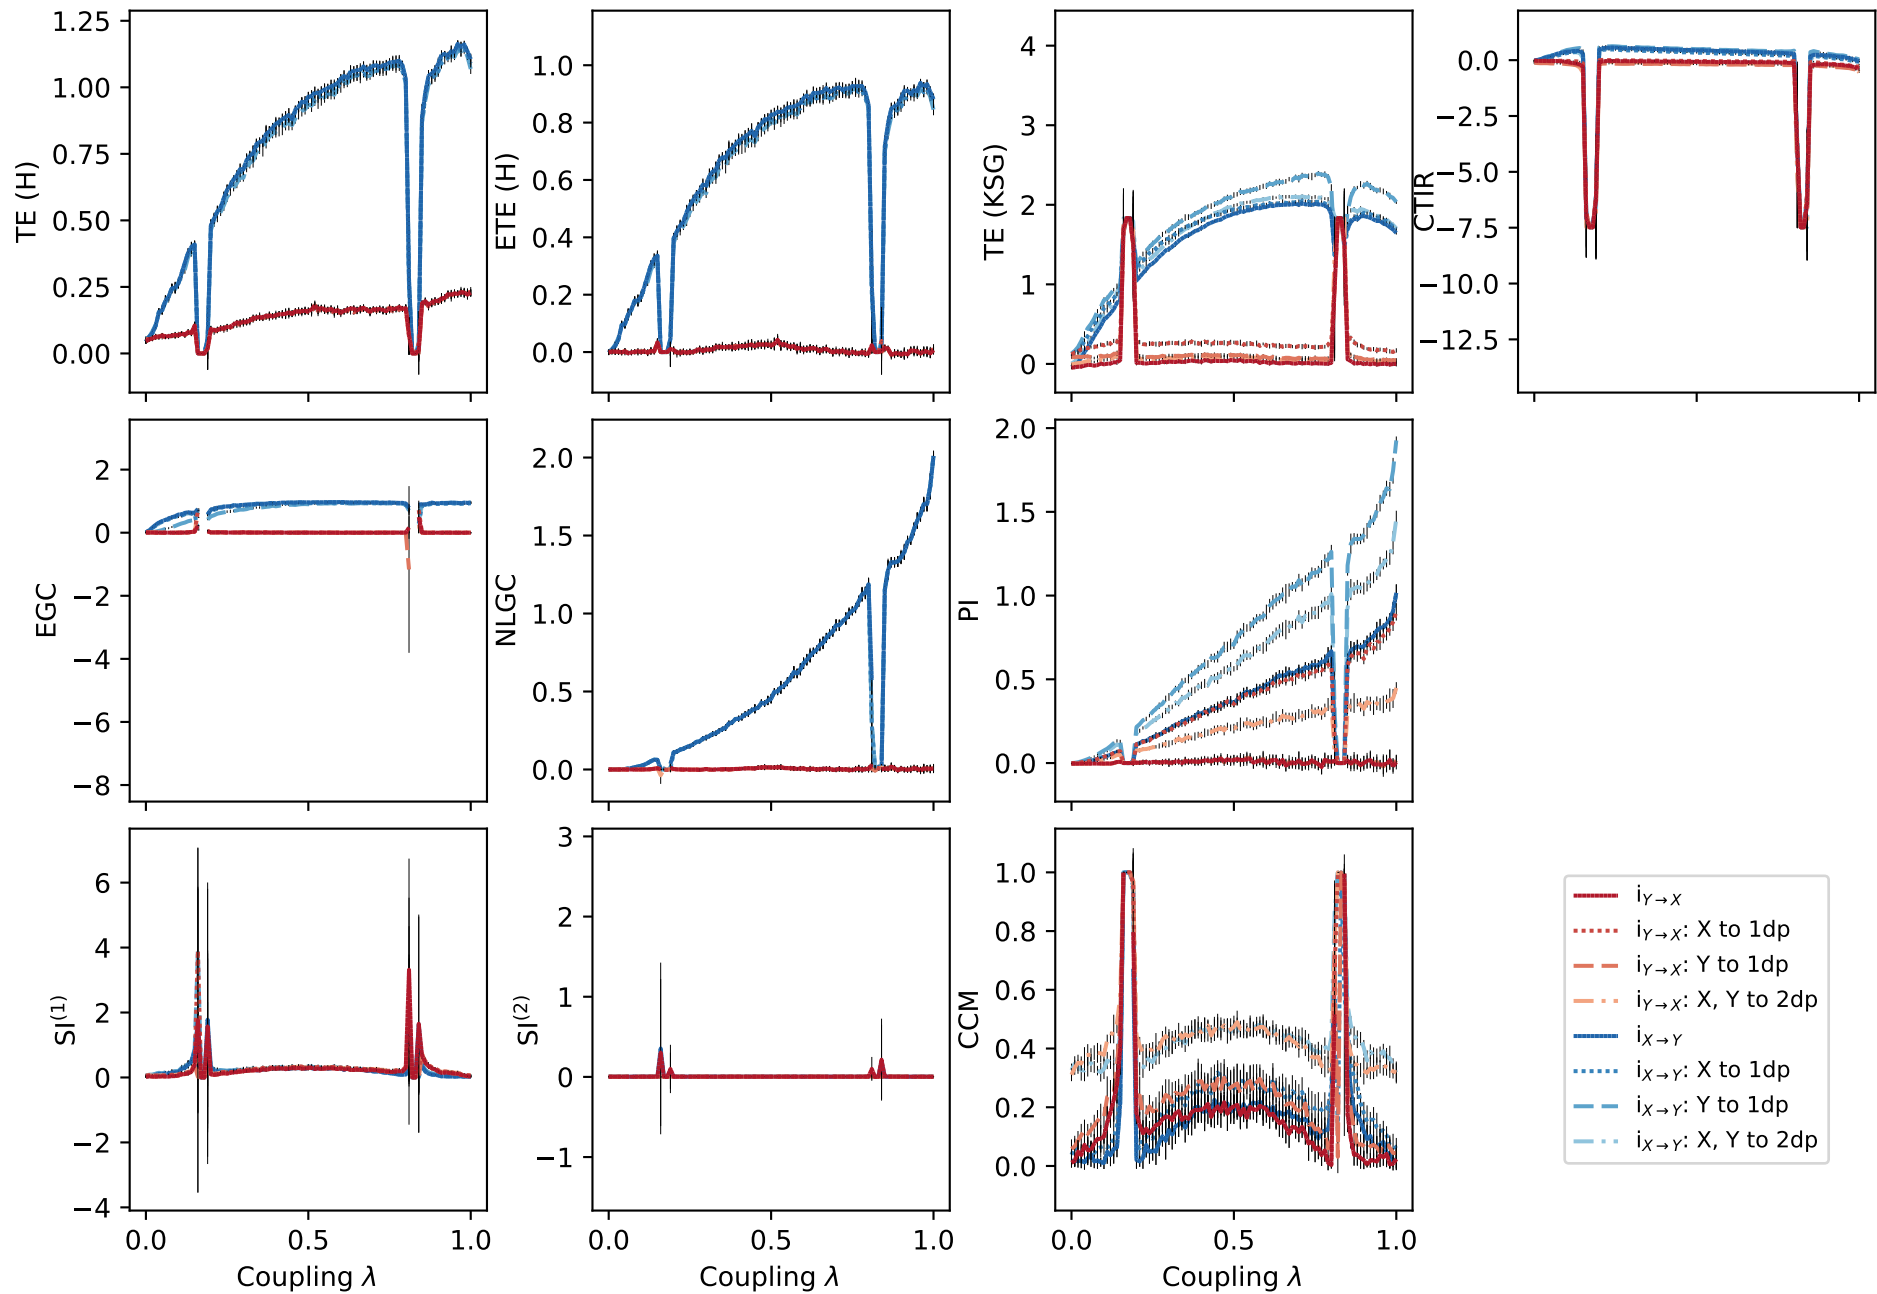 1.25
1.00
0.75
0.50
0.25
0.00
TE (H)
1.0
0.8
0.6
0.4
0.2
0.0
ETE (H)
4
3
2
1
0
TE (KSG)
0.0
−2.5
−5.0
−7.5
−10.0
−12.5
CTIR
2
0
−2
−4
−6
−8
EGC
2.0
1.5
1.0
0.5
0.0
NLGC
2.0
1.5
1.0
0.5
0.0
PI
6
4
2
0
−2
−4
SI(1)
0.0 0.5 1.0
Coupling λ
3
2
1
0
−1
SI(2)
0.0 0.5 1.0
Coupling λ
1.0
0.8
0.6
0.4
0.2
0.0
CCM
0.0 0.5 1.0
Coupling λ
iY→X
iY→X: X to 1dp
iY→X: Y to 1dp
iY→X: X, Y to 2dp
iX→Y
iX→Y: X to 1dp
iX→Y: Y to 1dp
iX→Y: X, Y to 2dp